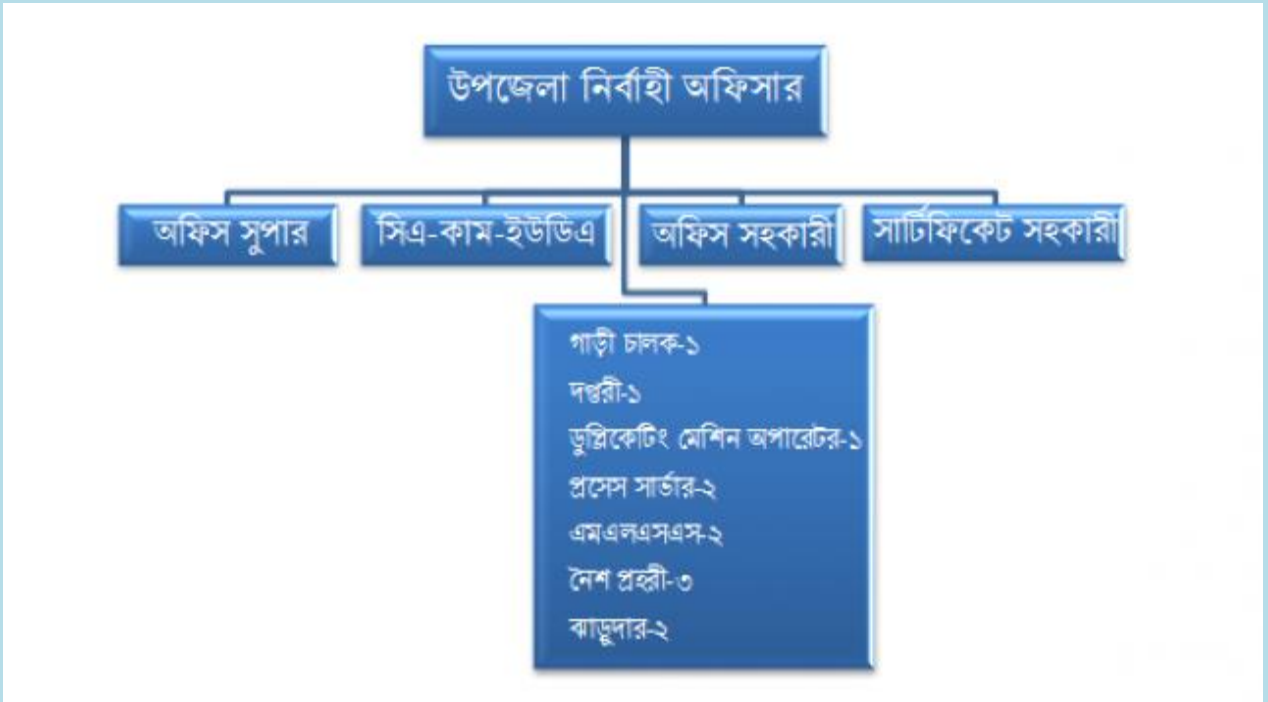 উপজেলা নির্বাহী অফিসার
অফিস সুপার
সিএ-কাম-ইউডিএ
অফিস সহকারী
সার্টিফিকেট সহকারী
গাড়ী চালক-১
দপ্তরী-১
ডুপ্লিকেটিং মেশিন অপারেটর-১
প্রসেস সার্ভার-২
এমএলএসএস-২
নৈশ প্রহরী-৩
ঝাড়ুদার-২